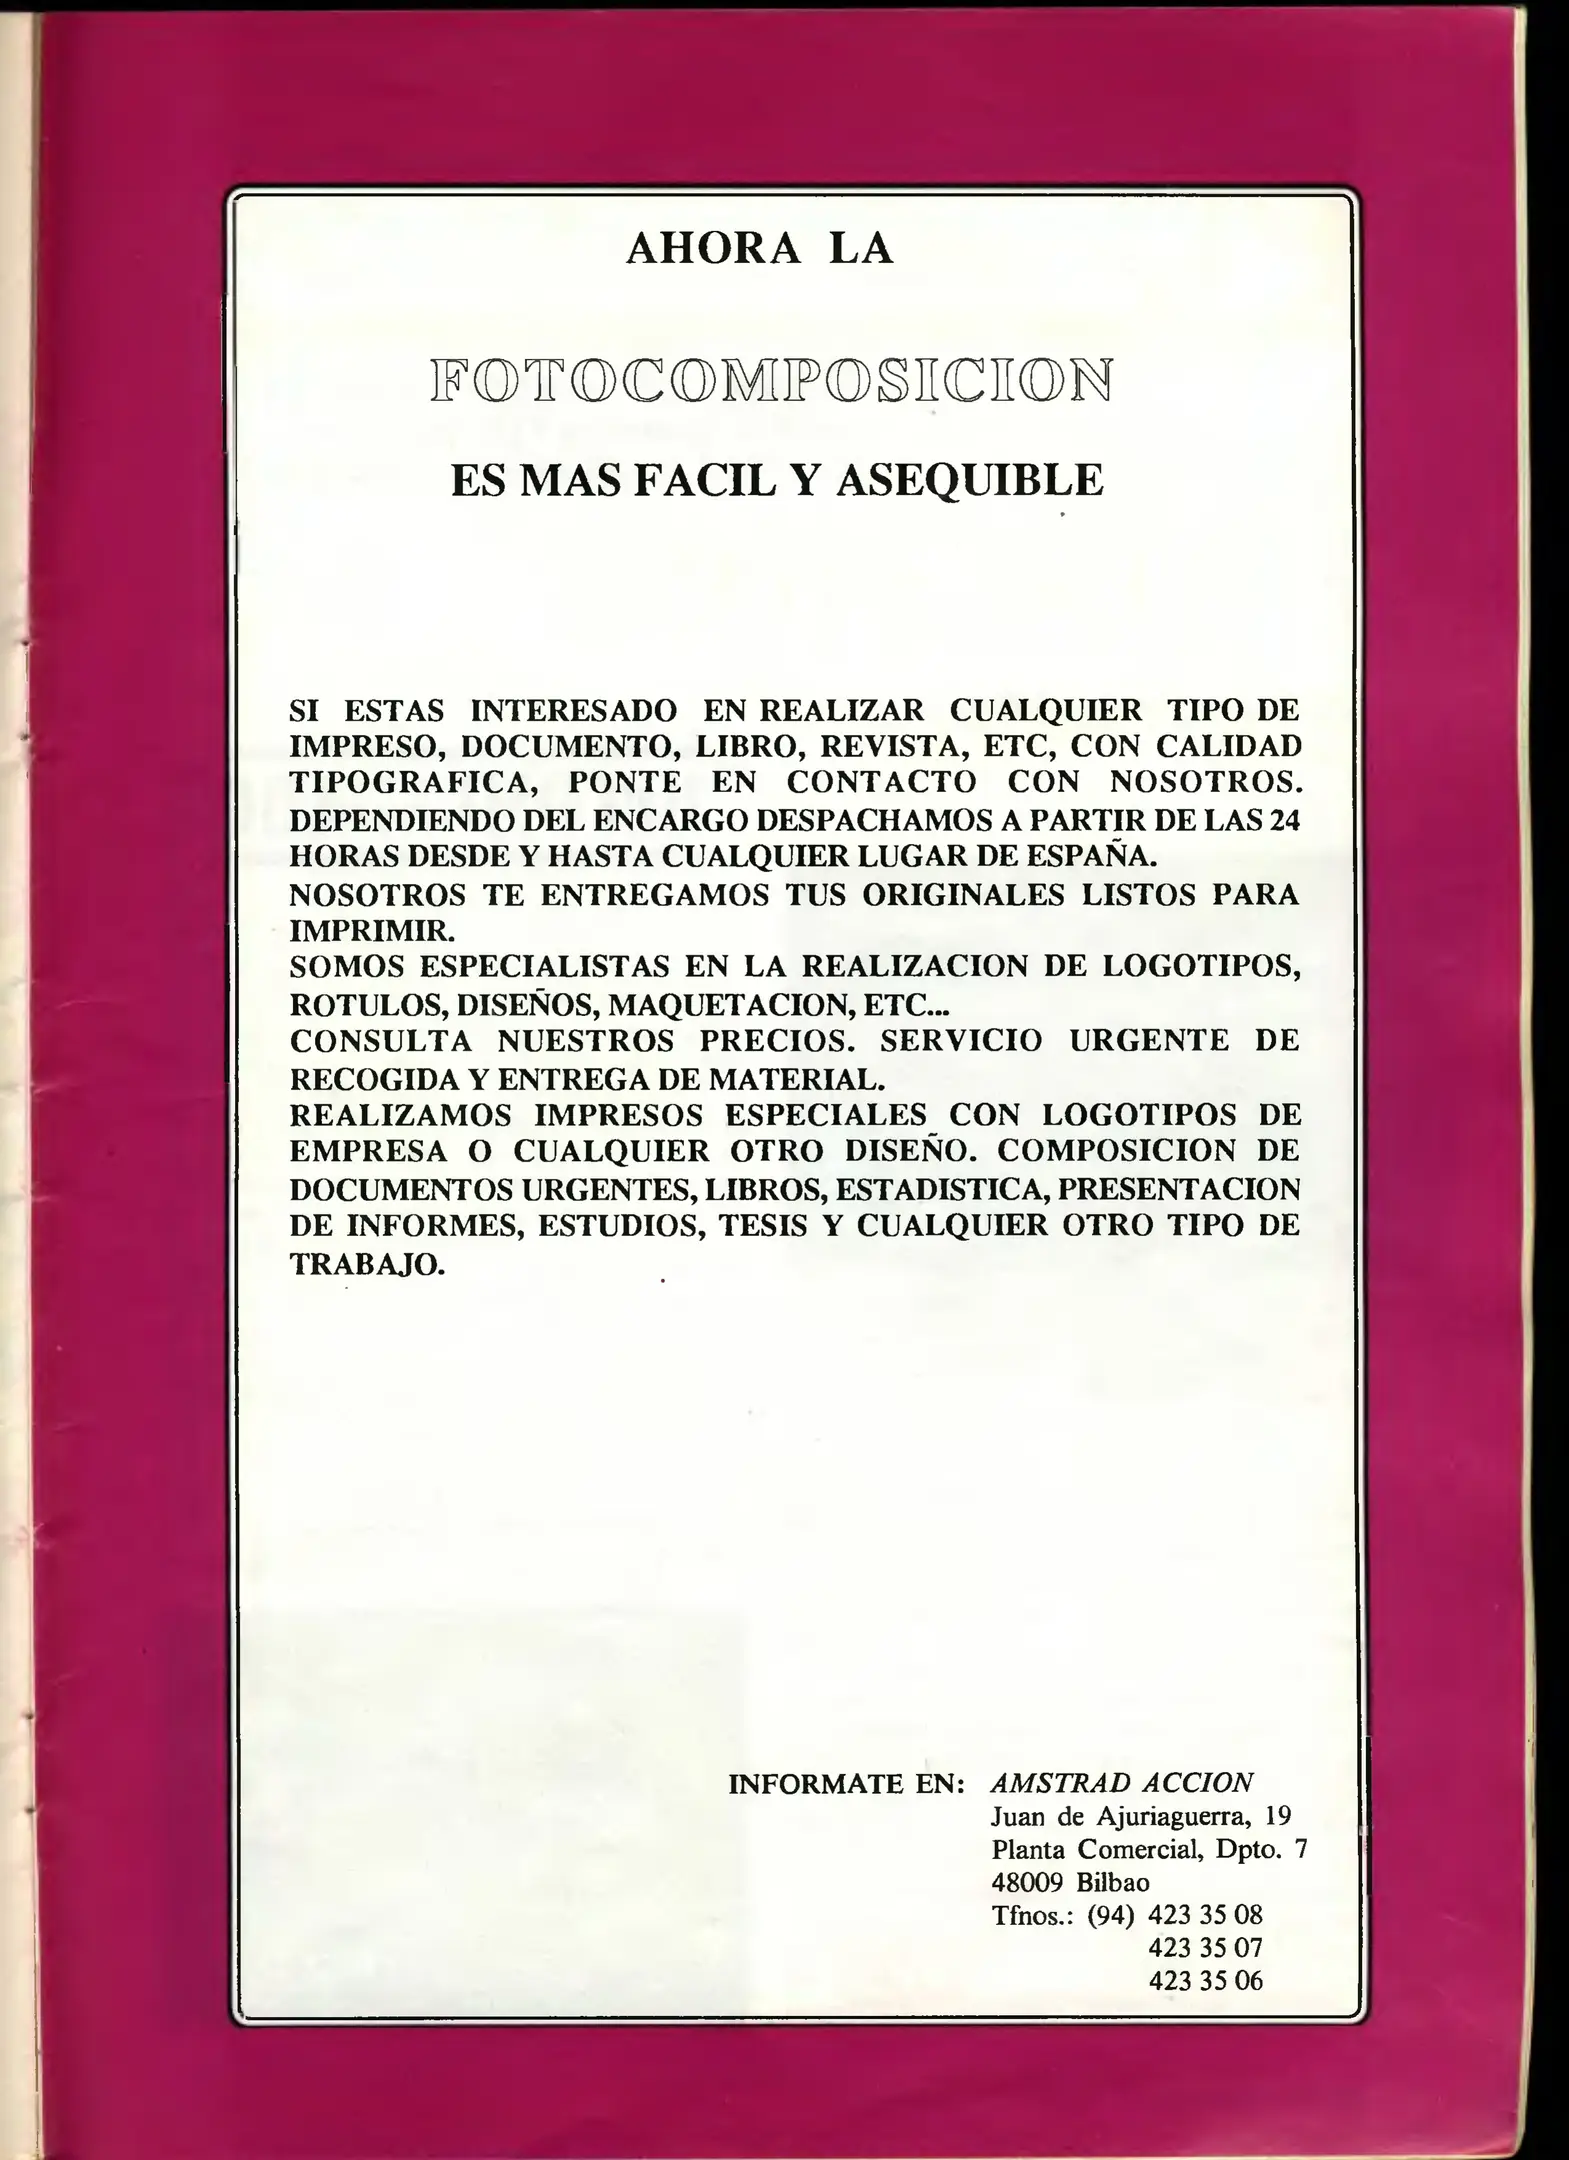 AHORA LA
FOTOCOMPOSICION
ES MAS FACIL Y ASEQUIBLE
SI ESTAS INTERESADO EN REALIZAR CUALQUIER TIPO DE
IMPRESO, DOCUMENTO, LIBRO, REVISTA, ETC, CON CALIDAD
TIPOGRAFICA, PONTE EN CONTACTO CON NOSOTROS.
DEPENDIENDO DEL ENCARGO DESPACHAMOS A PARTIR DE LAS 24
HORAS DESDE Y HASTA CUALQUIER LUGAR DE ESPAÑA.
NOSOTROS TE ENTREGAMOS TUS ORIGINALES LISTOS PARA
IMPRIMIR.
SOMOS ESPECIALISTAS EN LA REALIZACION DE LOGOTIPOS,
ROTULOS, DISEÑOS, MAQUETACION, ETC...
CONSULTA NUESTROS PRECIOS. SERVICIO URGENTE DE
RECOGIDA Y ENTREGA DE MATERIAL.
REALIZAMOS IMPRESOS ESPECIALES CON LOGOTIPOS DE
EMPRESA O CUALQUIER OTRO DISEÑO. COMPOSICION DE
DOCUMENTOS URGENTES, LIBROS, ESTADISTICA, PRESENTACION
DE INFORMES, ESTUDIOS, TESIS Y CUALQUIER OTRO TIPO DE
TRABAJO.
INFORMATE EN: AMSTRAD ACCION
Juan de Ajuriaguerra, 19
Planta Comercial, Dpto. 7
48009 Bilbao
Tfnos.: (94) 423 35 08
423 35 07
423 35 06